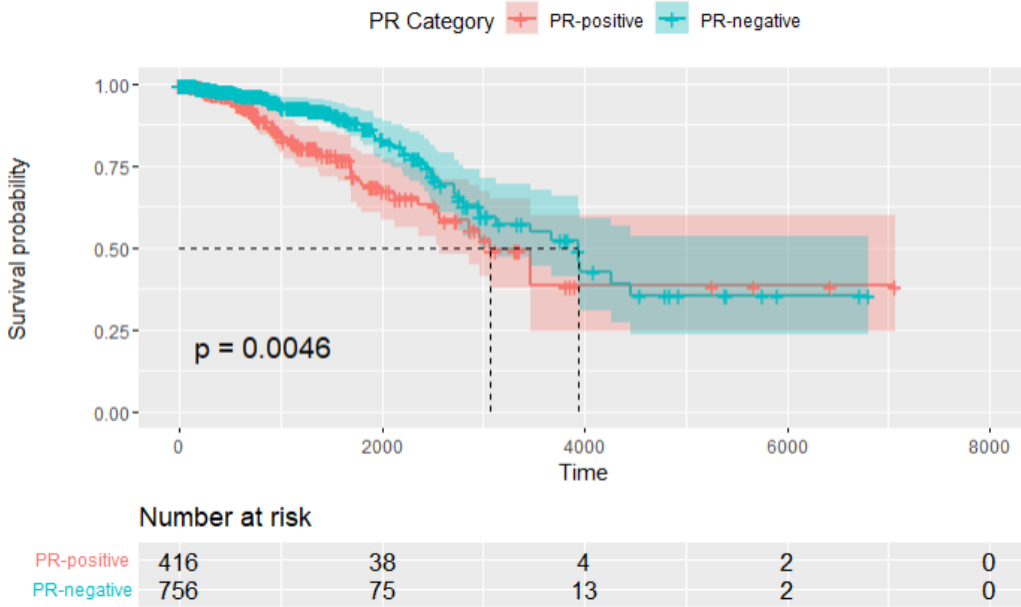 PR Category PR-positive PR-negative
Survival probability
1.00
0.75
0.50
0.25
0.00
p = 0.0046
0 2000 4000 6000 8000
Time
Number at risk
PR-positive 416 38 4 2 0
PR-negative 756 75 13 2 0